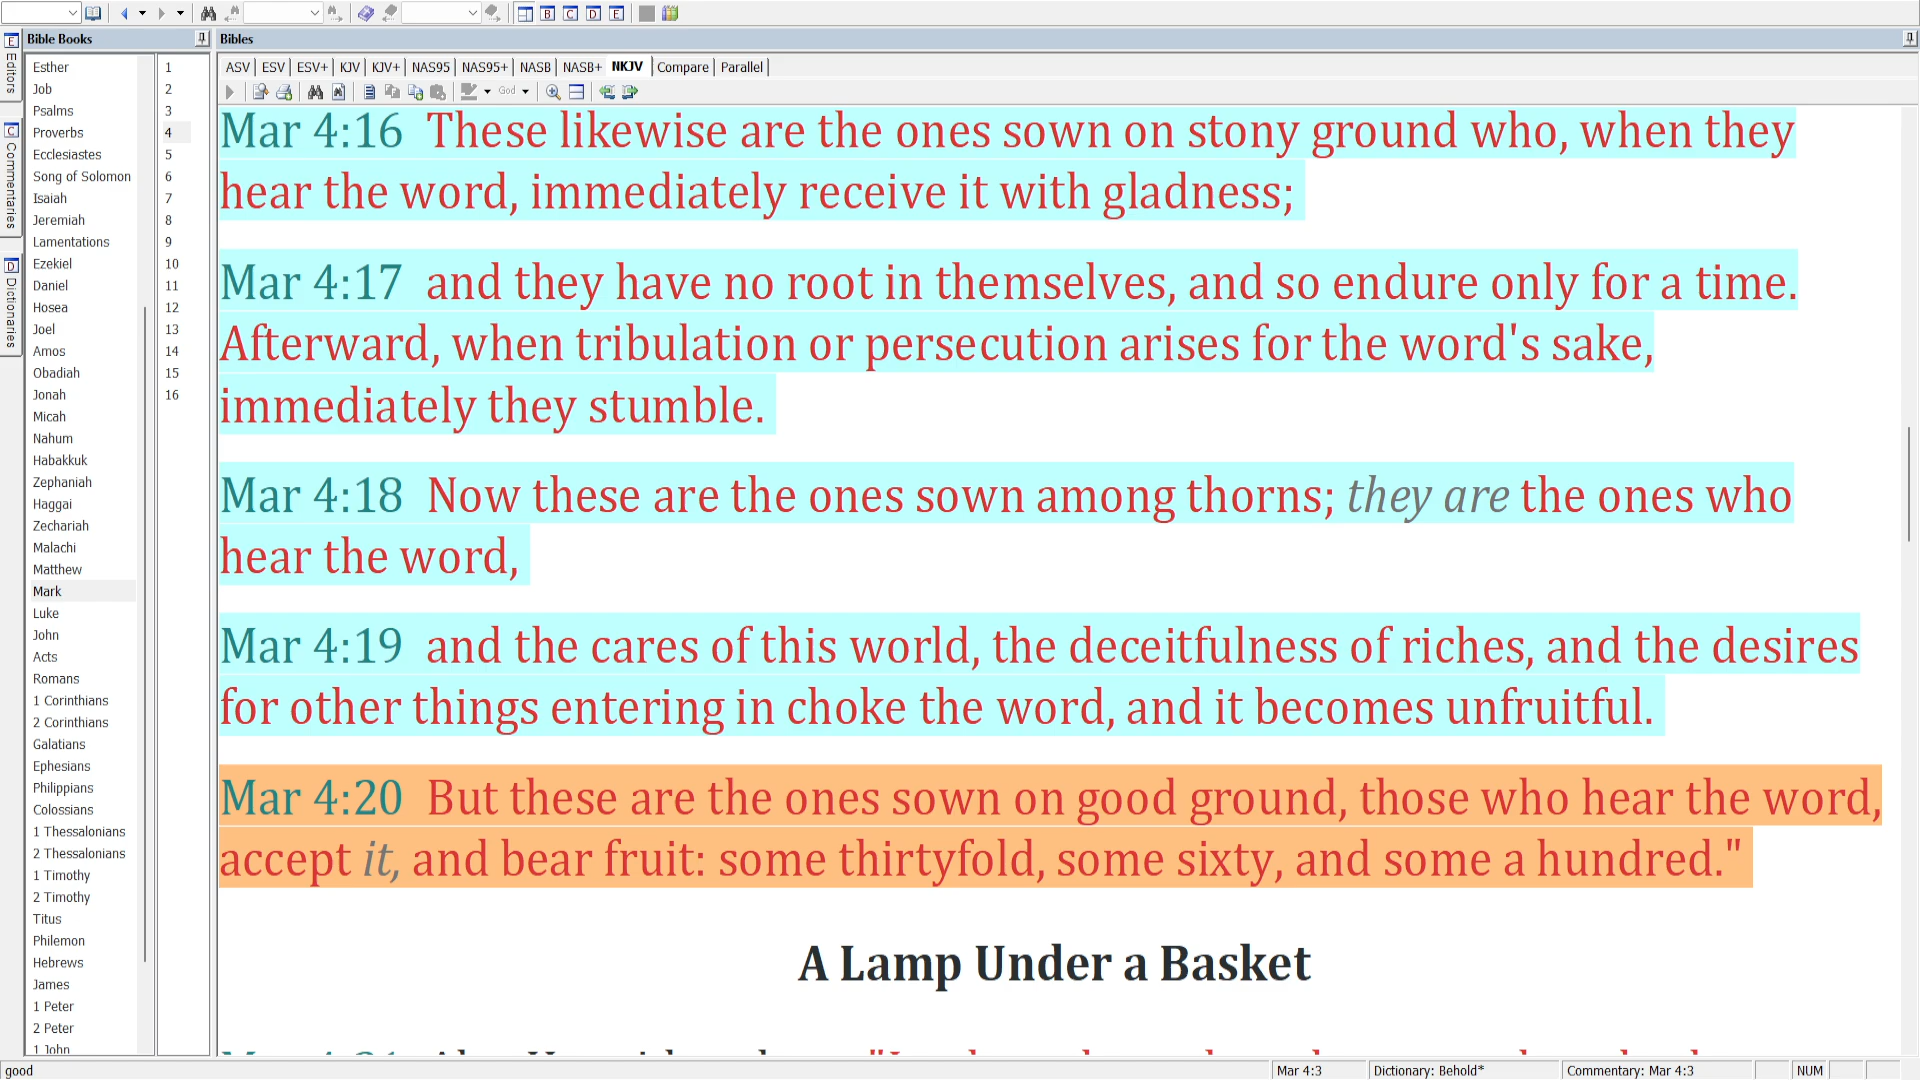 Bible Books
Bibles
Editors
Commentaries
Dictionaries
Esther
Job
Psalms
Proverbs
Ecclesiastes
Song of Solomon
Isaiah
Jeremiah
Lamentations
Ezekiel
Daniel
Hosea
Joel
Amos
Obadiah
Jonah
Micah
Nahum
Habakkuk
Zephaniah
Haggai
Zechariah
Malachi
Matthew
Mark
Luke
John
Acts
Romans
1 Corinthians
2 Corinthians
Galatians
Ephesians
Philippians
Colossians
1 Thessalonians
2 Thessalonians
1 Timothy
2 Timothy
Titus
Philemon
Hebrews
James
1 Peter
2 Peter
1 John
1
2
3
4
5
6
7
8
9
10
11
12
13
14
15
16
ASV ESV ESV+ KJV KJV+ NAS95 NAS95+ NASB NASB+ NKJV Compare Parallel
God
Mar 4:16 These likewise are the ones sown on stony ground who, when they
hear the word, immediately receive it with gladness;
Mar 4:17 and they have no root in themselves, and so endure only for a time.
Afterward, when tribulation or persecution arises for the word's sake,
immediately they stumble.
Mar 4:18 Now these are the ones sown among thorns; they are the ones who
hear the word,
Mar 4:19 and the cares of this world, the deceitfulness of riches, and the desires
for other things entering in choke the word, and it becomes unfruitful.
Mar 4:20 But these are the ones sown on good ground, those who hear the word,
accept it, and bear fruit: some thirtyfold, some sixty, and some a hundred."
A Lamp Under a Basket
good
Mar 4:3
Dictionary: Behold*
Commentary: Mar 4:3
NUM